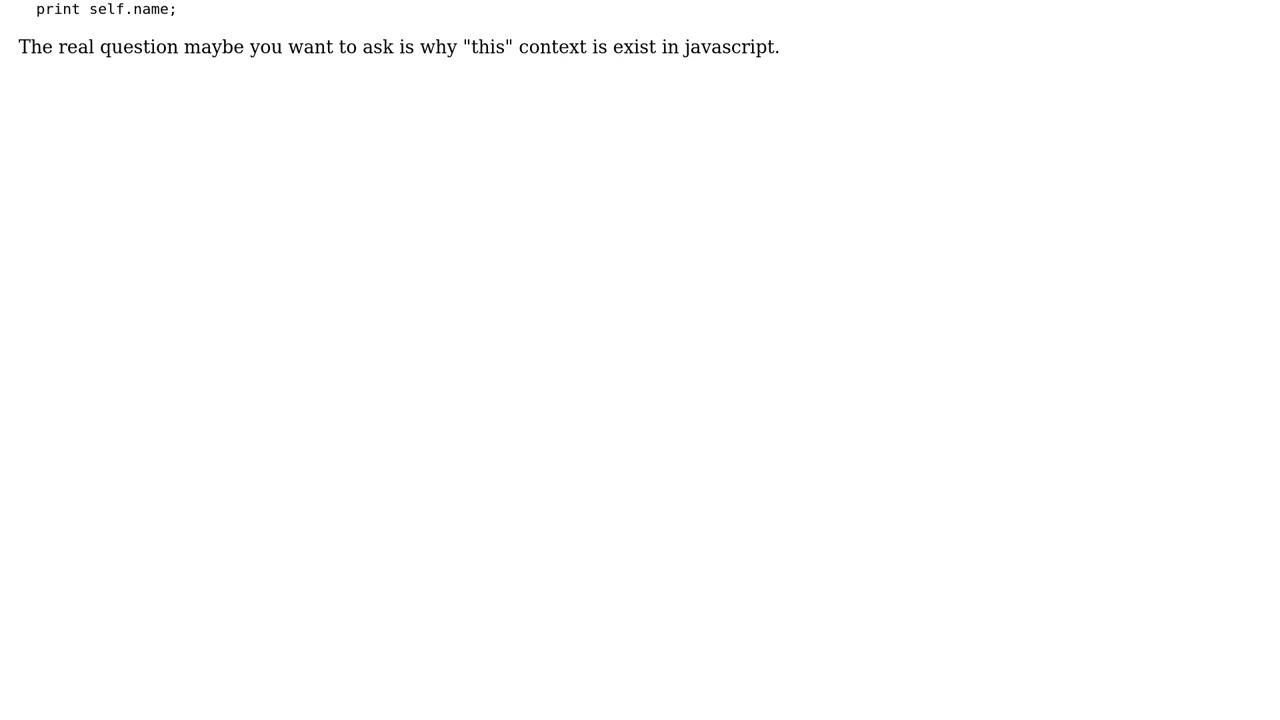 print self.name;
The real question maybe you want to ask is why "this" context is exist in javascript.